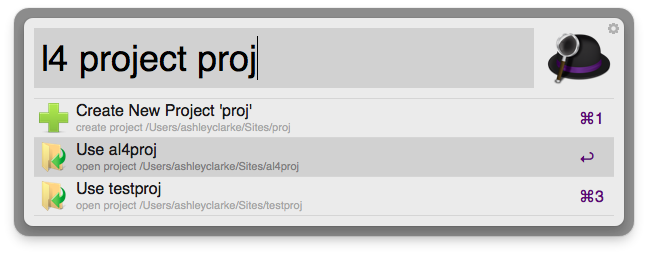 l4 project proj
Create New Project 'proj'
create project /Users/ashleyclarke/Sites/proj
⌘1
Use al4proj
open project /Users/ashleyclarke/Sites/al4proj
↩
Use testproj
open project /Users/ashleyclarke/Sites/testproj
⌘3